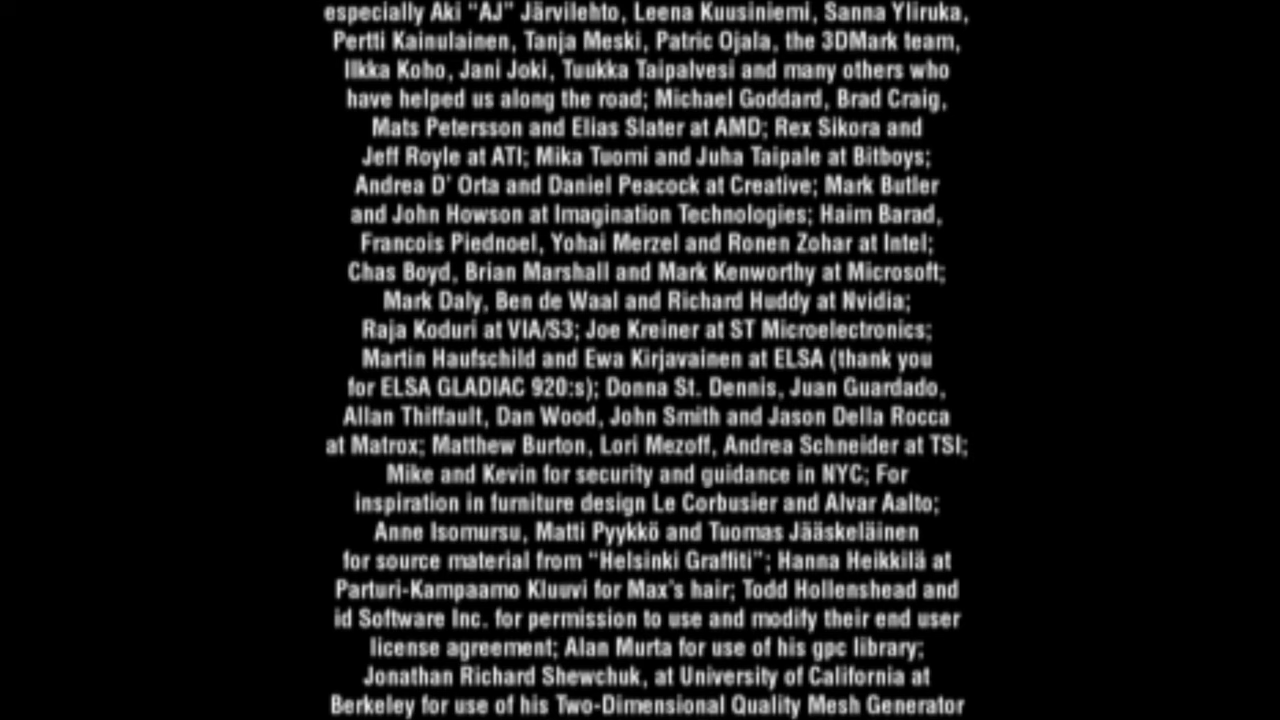 especially Aki "AJ" Järvilehto, Leena Kuusiniemi, Sanna Yliruka,
Pertti Kainulainen, Tanja Meski, Patric Ojala, the 3DMark team,
Ilkka Koho, Jani Joki, Tuukka Taipalvesi and many others who
have helped us along the road; Michael Goddard, Brad Craig,
Mats Petersson and Elias Slater at AMD; Rex Sikora and
Jeff Royle at ATI; Mika Tuomi and Juha Taipale at Bitboys;
Andrea D' Orta and Daniel Peacock at Creative; Mark Butler
and John Howson at Imagination Technologies; Haim Barad,
Francois Piednoel, Yohai Merzel and Ronen Zohar at Intel;
Chas Boyd, Brian Marshall and Mark Kenworthy at Microsoft;
Mark Daly, Ben de Waal and Richard Huddy at Nvidia;
Raja Koduri at VIA/S3; Joe Kreiner at ST Microelectronics;
Martin Haufschild and Ewa Kirjavainen at ELSA (thank you
for ELSA GLADIAC 920:s); Donna St. Dennis, Juan Guardado,
Allan Thiffault, Dan Wood, John Smith and Jason Della Rocca
at Matrox; Matthew Burton, Lori Mezoff, Andrea Schneider at TSI;
Mike and Kevin for security and guidance in NYC; For
inspiration in furniture design Le Corbusier and Alvar Aalto;
Anne Isomursu, Matti Pyykkö and Tuomas Jääskeläinen
for source material from "Helsinki Graffiti"; Hanna Heikkilä at
Parturi-Kampaamo Kluuvi for Max's hair; Todd Hollenshead and
id Software Inc. for permission to use and modify their end user
license agreement; Alan Murta for use of his gpc library;
Jonathan Richard Shewchuk, at University of California at
Berkeley for use of his Two-Dimensional Quality Mesh Generator